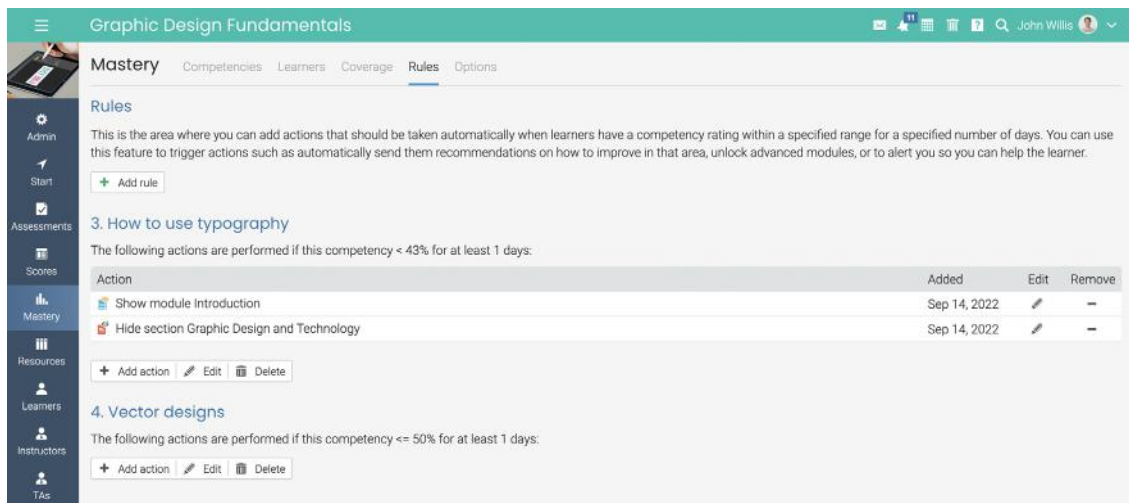 Graphic Design Fundamentals
11
John Willis
Mastery Competencies Learners Coverage Rules Options
Admin
Start
Assessments
Scores
Mastery
Resources
Learners
Instructors
TAs
Rules
This is the area where you can add actions that should be taken automatically when learners have a competency rating within a specified range for a specified number of days. You can use
this feature to trigger actions such as automatically send them recommendations on how to improve in that area, unlock advanced modules, or to alert you so you can help the learner.
+ Add rule
3. How to use typography
The following actions are performed if this competency < 43% for at least 1 days:
Action Added Edit Remove
Show module Introduction Sep 14, 2022
Hide section Graphic Design and Technology Sep 14, 2022
+ Add action Edit Delete
4. Vector designs
The following actions are performed if this competency <= 50% for at least 1 days:
+ Add action Edit Delete